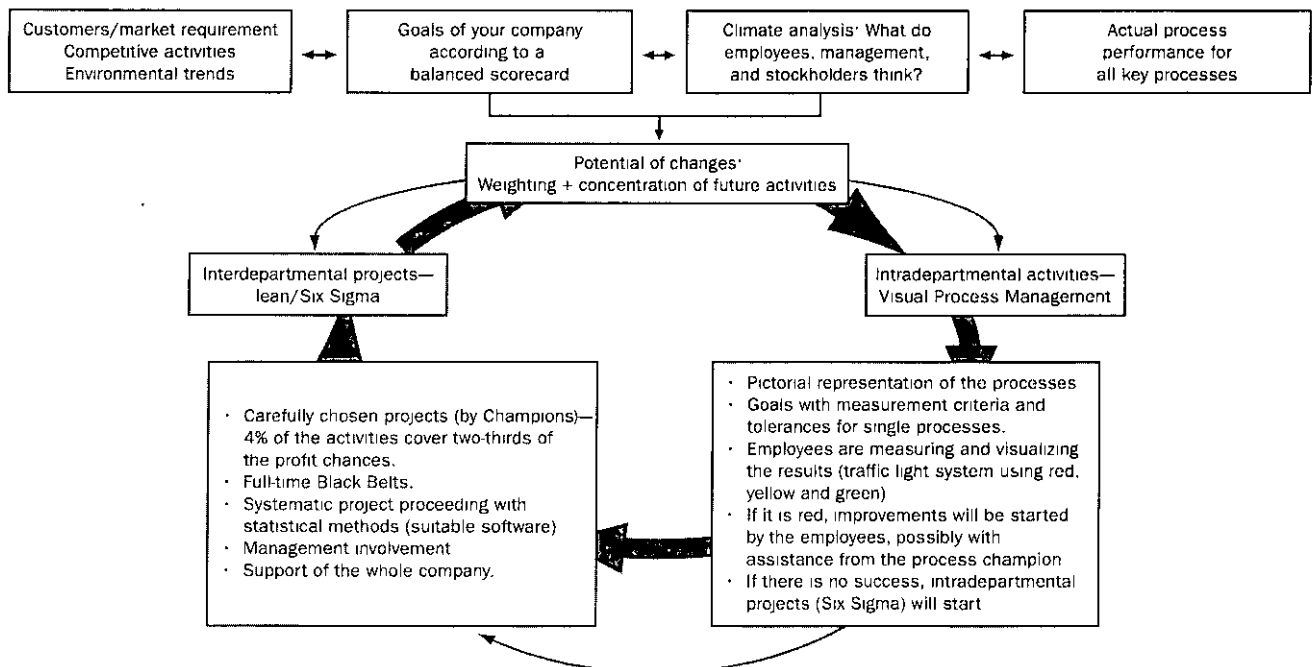 Customers/market requirement
Competitive activities
Environmental trends
Goals of your company
according to a
balanced scorecard
Climate analysis· What do
employees, management,
and stockholders think?
Actual process
performance for
all key processes
Potential of changes·
Weighting + concentration of future activities
Interdepartmental projects—
lean/Six Sigma
Intradepartmental activities—
Visual Process Management
· Carefully chosen projects (by Champions)—
4% of the activities cover two-thirds of
the profit chances.
· Full-time Black Belts.
· Systematic project proceeding with
statistical methods (suitable software)
· Management involvement
· Support of the whole company.
· Pictorial representation of the processes
· Goals with measurement criteria and
tolerances for single processes.
· Employees are measuring and visualizing
the results (traffic light system using red,
yellow and green)
· If it is red, improvements will be started
by the employees, possibly with
assistance from the process champion
· If there is no success, intradepartmental
projects (Six Sigma) will start